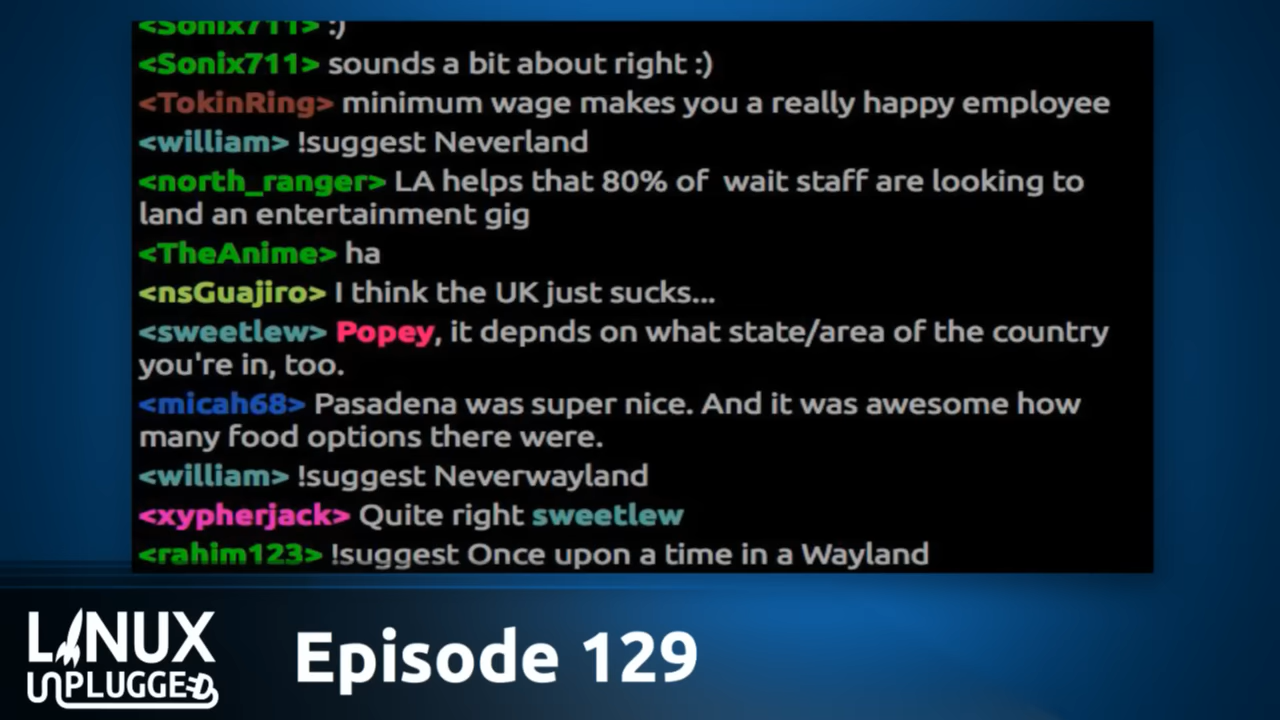 <Sonix711> :)
<Sonix711> sounds a bit about right :)
<TokinRing> minimum wage makes you a really happy employee
<william> !suggest Neverland
<north_ranger> LA helps that 80% of  wait staff are looking to
land an entertainment gig
<TheAnime> ha
<nsGuajiro> I think the UK just sucks...
<sweetlew> Popey, it depnds on what state/area of the country
you're in, too.
<micah68> Pasadena was super nice. And it was awesome how
many food options there were.
<william> !suggest Neverwayland
<xypherjack> Quite right sweetlew
<rahim123> !suggest Once upon a time in a Wayland
LINUX
UNPLUGGED
Episode 129